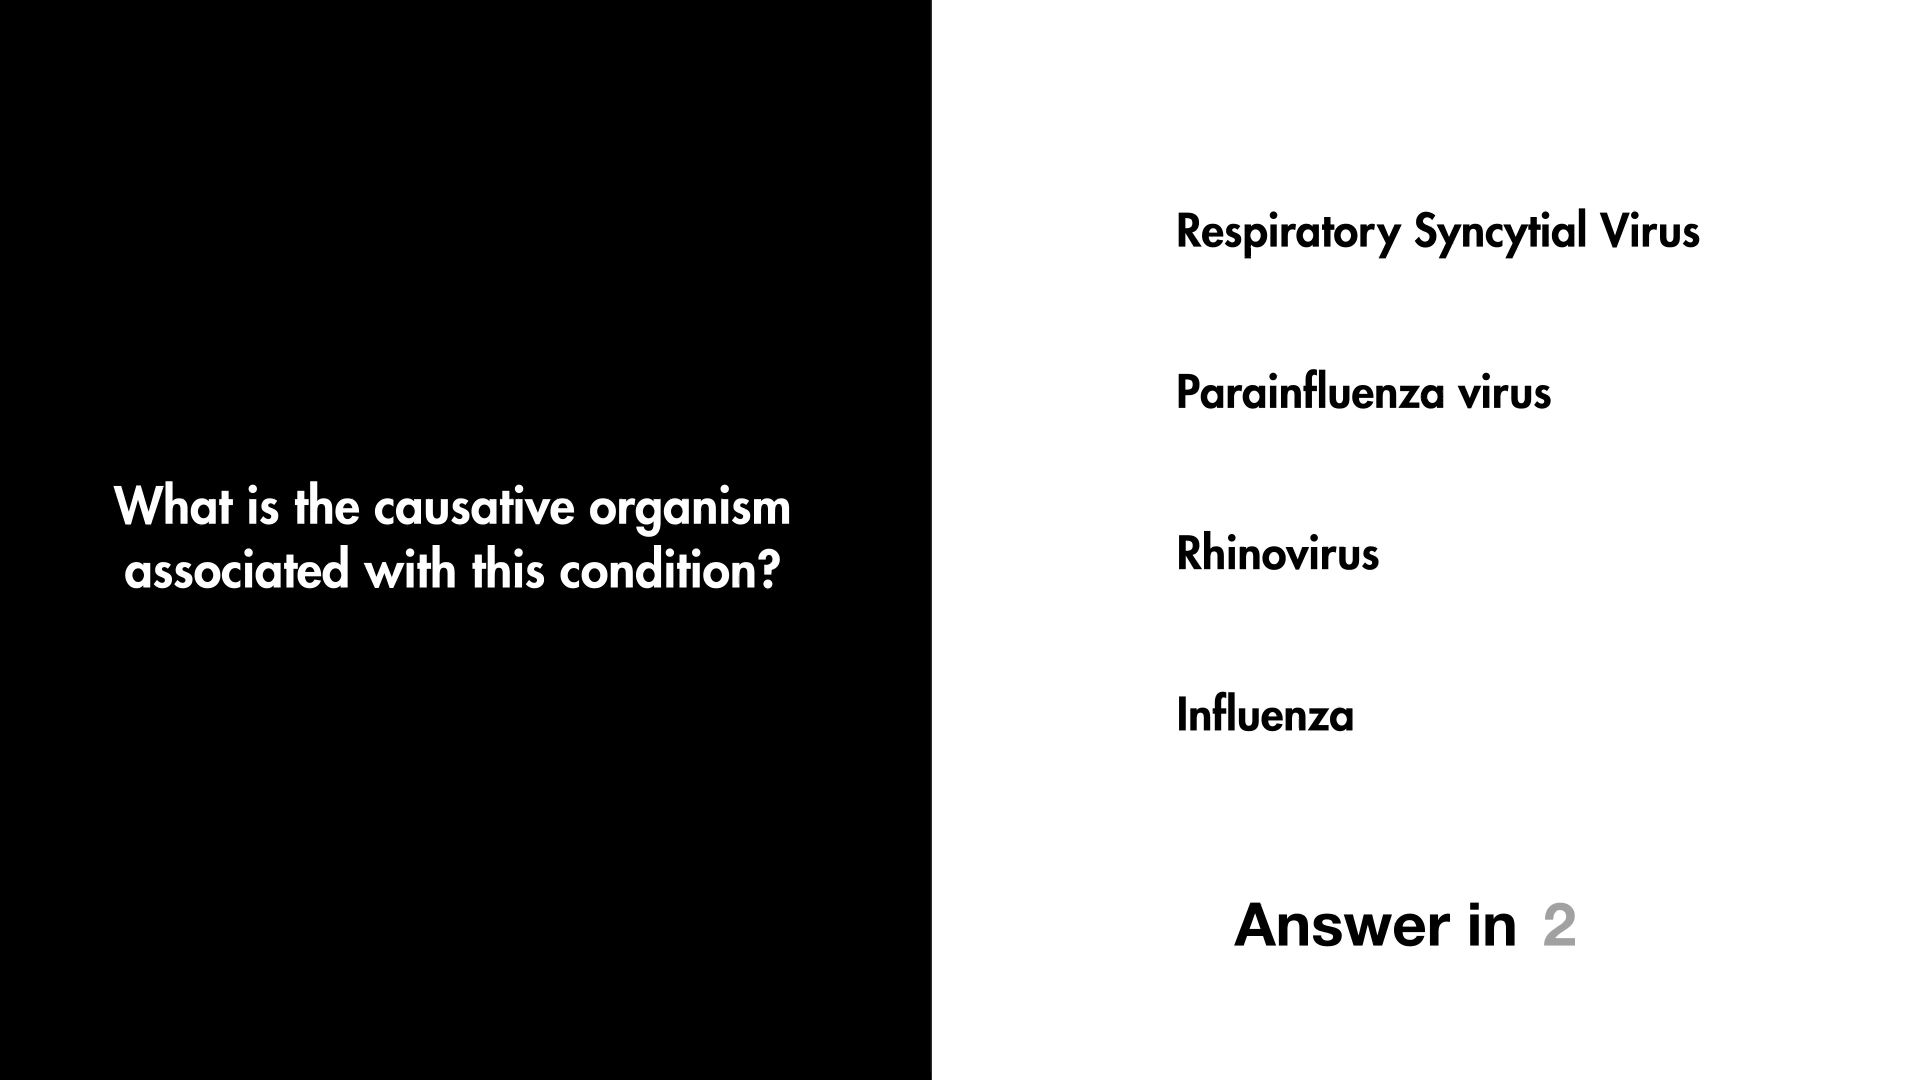 What is the causative organism
associated with this condition?
Respiratory Syncytial Virus
Parainfluenza virus
Rhinovirus
Influenza
Answer in 2